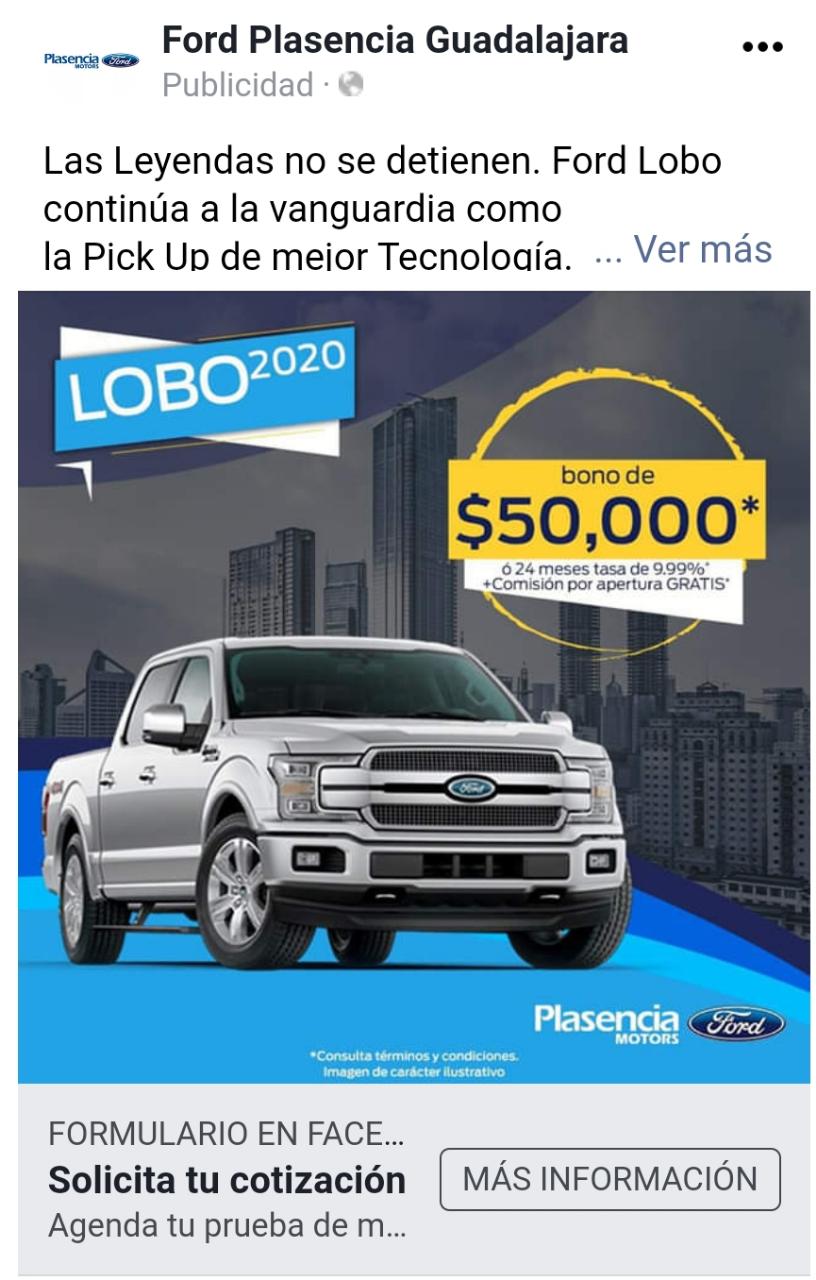 Plasencia Ford
MOTORS
Ford Plasencia Guadalajara
Publicidad ·
Las Leyendas no se detienen. Ford Lobo
continúa a la vanguardia como
la Pick Up de mejor Tecnología. ... Ver más
LOBO2020
bono de
$50,000*
ó 24 meses tasa de 9.99%*
+Comisión por apertura GRATIS*
Ford
Plasencia Ford
MOTORS
*Consulta términos y condiciones.
Imagen de carácter ilustrativo
FORMULARIO EN FACE...
Solicita tu cotización
Agenda tu prueba de m...
MÁS INFORMACIÓN